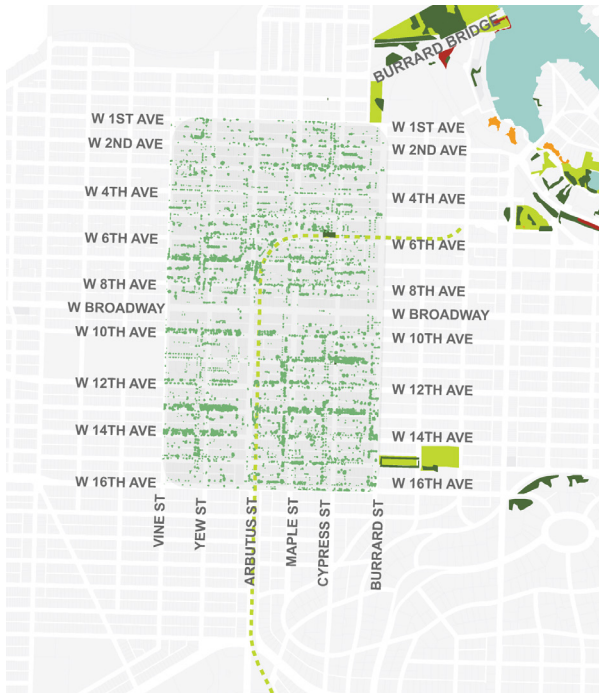 BURRARD BRIDGE
W 1ST AVE
W 2ND AVE
W 4TH AVE
W 6TH AVE
W 8TH AVE
W BROADWAY
W 10TH AVE
W 12TH AVE
W 14TH AVE
W 16TH AVE
W 1ST AVE
W 2ND AVE
W 4TH AVE
W 6TH AVE
W 8TH AVE
W BROADWAY
W 10TH AVE
W 12TH AVE
W 14TH AVE
W 16TH AVE
VINE ST
YEW ST
ARBUTUS ST
MAPLE ST
CYPRESS ST
BURRARD ST